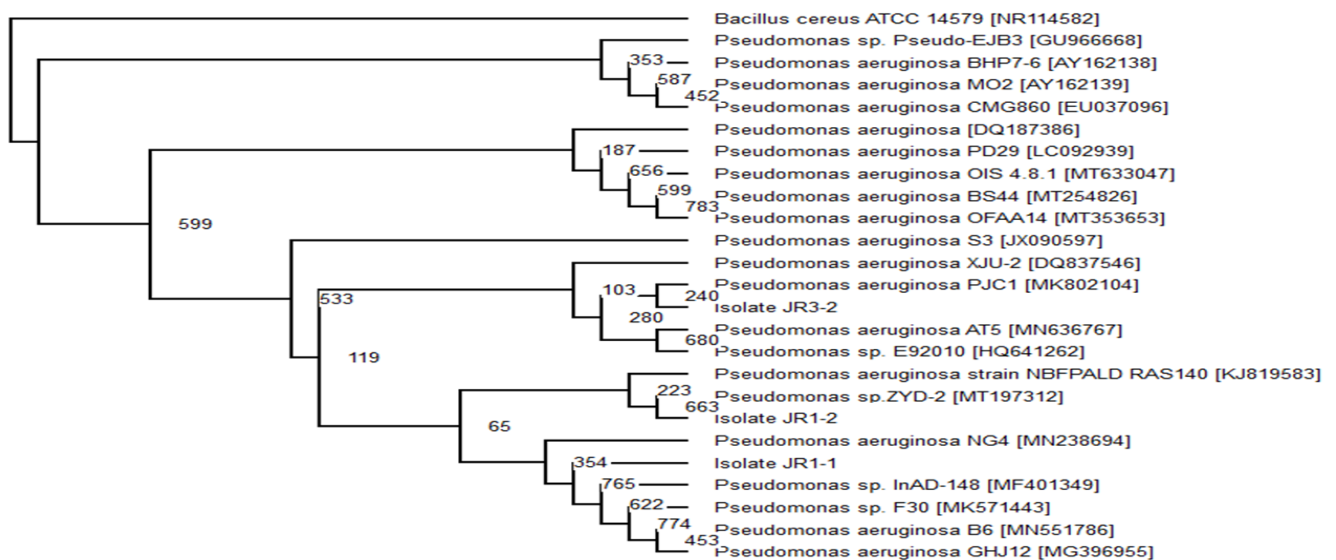 Bacillus cereus ATCC 14579 [NR114582]
Pseudomonas sp. Pseudo-EJB3 [GU966668]
353
Pseudomonas aeruginosa BHP7-6 [AY162138]
587
Pseudomonas aeruginosa MO2 [AY162139]
452
Pseudomonas aeruginosa CMG860 [EU037096]
Pseudomonas aeruginosa [DQ187386]
187
Pseudomonas aeruginosa PD29 [LC092939]
656
Pseudomonas aeruginosa OIS 4.8.1 [MT633047]
599
Pseudomonas aeruginosa BS44 [MT254826]
783
Pseudomonas aeruginosa OFAA14 [MT353653]
599
Pseudomonas aeruginosa S3 [JX090597]
Pseudomonas aeruginosa XJU-2 [DQ837546]
103
Pseudomonas aeruginosa PJC1 [MK802104]
240
533
Isolate JR3-2
280
Pseudomonas aeruginosa AT5 [MN636767]
680
Pseudomonas sp. E92010 [HQ641262]
119
Pseudomonas aeruginosa strain NBFPALD RAS140 [KJ819583]
223
Pseudomonas sp.ZYD-2 [MT197312]
663
Isolate JR1-2
65
Pseudomonas aeruginosa NG4 [MN238694]
354
Isolate JR1-1
765
Pseudomonas sp. InAD-148 [MF401349]
622
Pseudomonas sp. F30 [MK571443]
774
Pseudomonas aeruginosa B6 [MN551786]
453
Pseudomonas aeruginosa GHJ12 [MG396955]